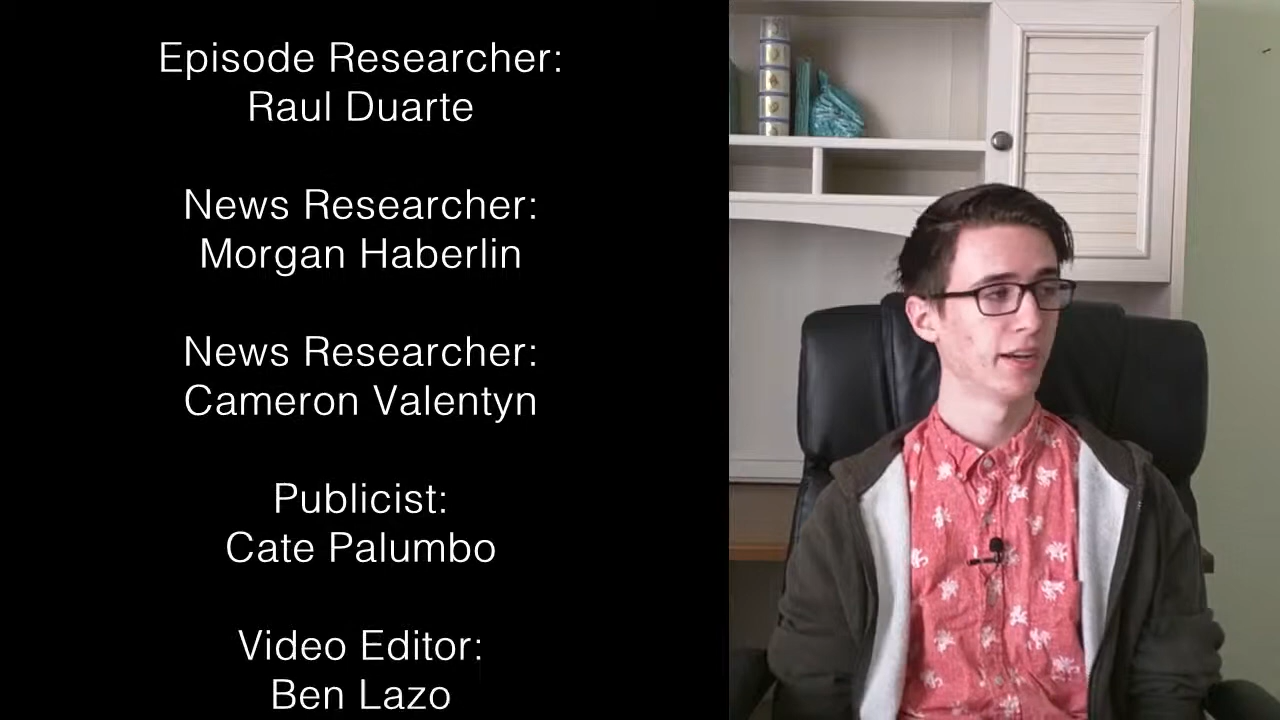 Episode Researcher:
Raul Duarte
News Researcher:
Morgan Haberlin
News Researcher:
Cameron Valentyn
Publicist:
Cate Palumbo
Video Editor:
Ben Lazo